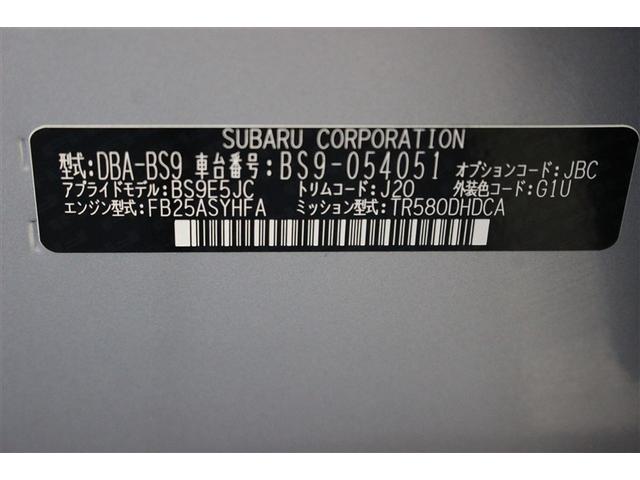 SUBARU CORPORATION
型式:DBA-BS9 車台番号:BS9-054051 オプションコード:JBC
アプライドモデル:BS9E5JC トリムコード:J20 外装色コード:G1U
エンジン型式:FB25ASYHFA ミッション型式:TR580DHDCA